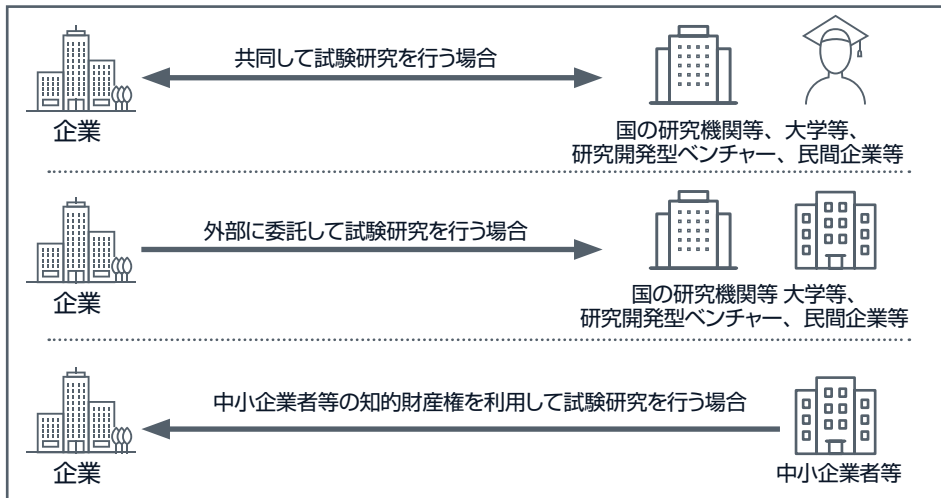 共同して試験研究を行う場合
企業
国の研究機関等、大学等、
研究開発型ベンチャー、民間企業等
外部に委託して試験研究を行う場合
企業
国の研究機関等 大学等、
研究開発型ベンチャー、民間企業等
中小企業者等の知的財産権を利用して試験研究を行う場合
企業
中小企業者等